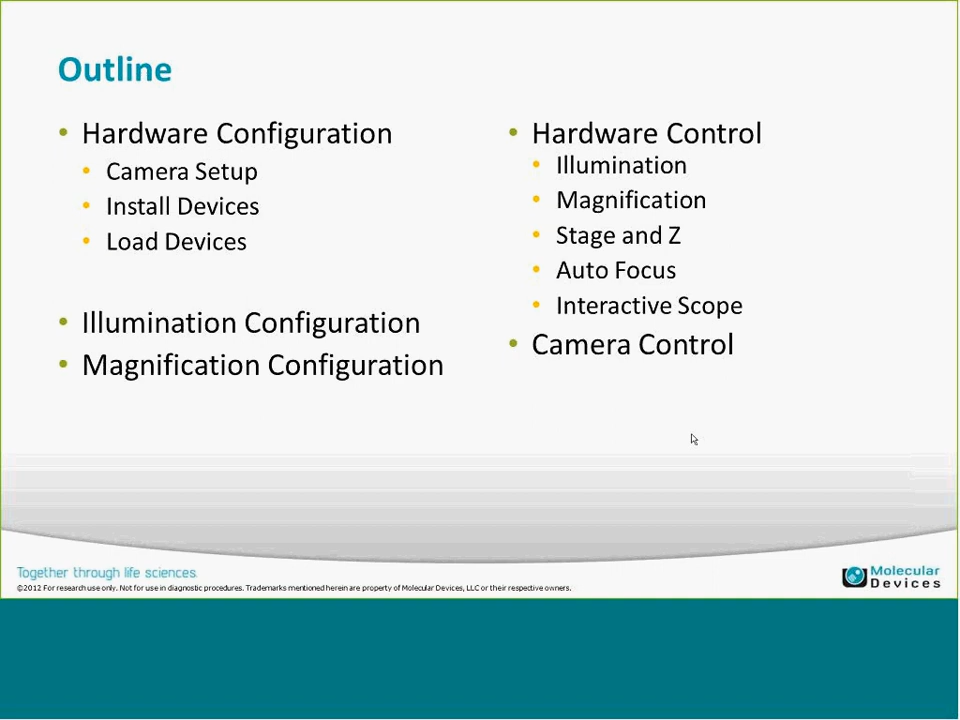 Outline
• Hardware Configuration
• Camera Setup
• Install Devices
• Load Devices
• Illumination Configuration
• Magnification Configuration
• Hardware Control
• Illumination
• Magnification
• Stage and Z
• Auto Focus
• Interactive Scope
• Camera Control
Together through life sciences.
©2012 For research use only. Not for use in diagnostic procedures. Trademarks mentioned herein are property of Molecular Devices, LLC or their respective owners.
Molecular
Devices